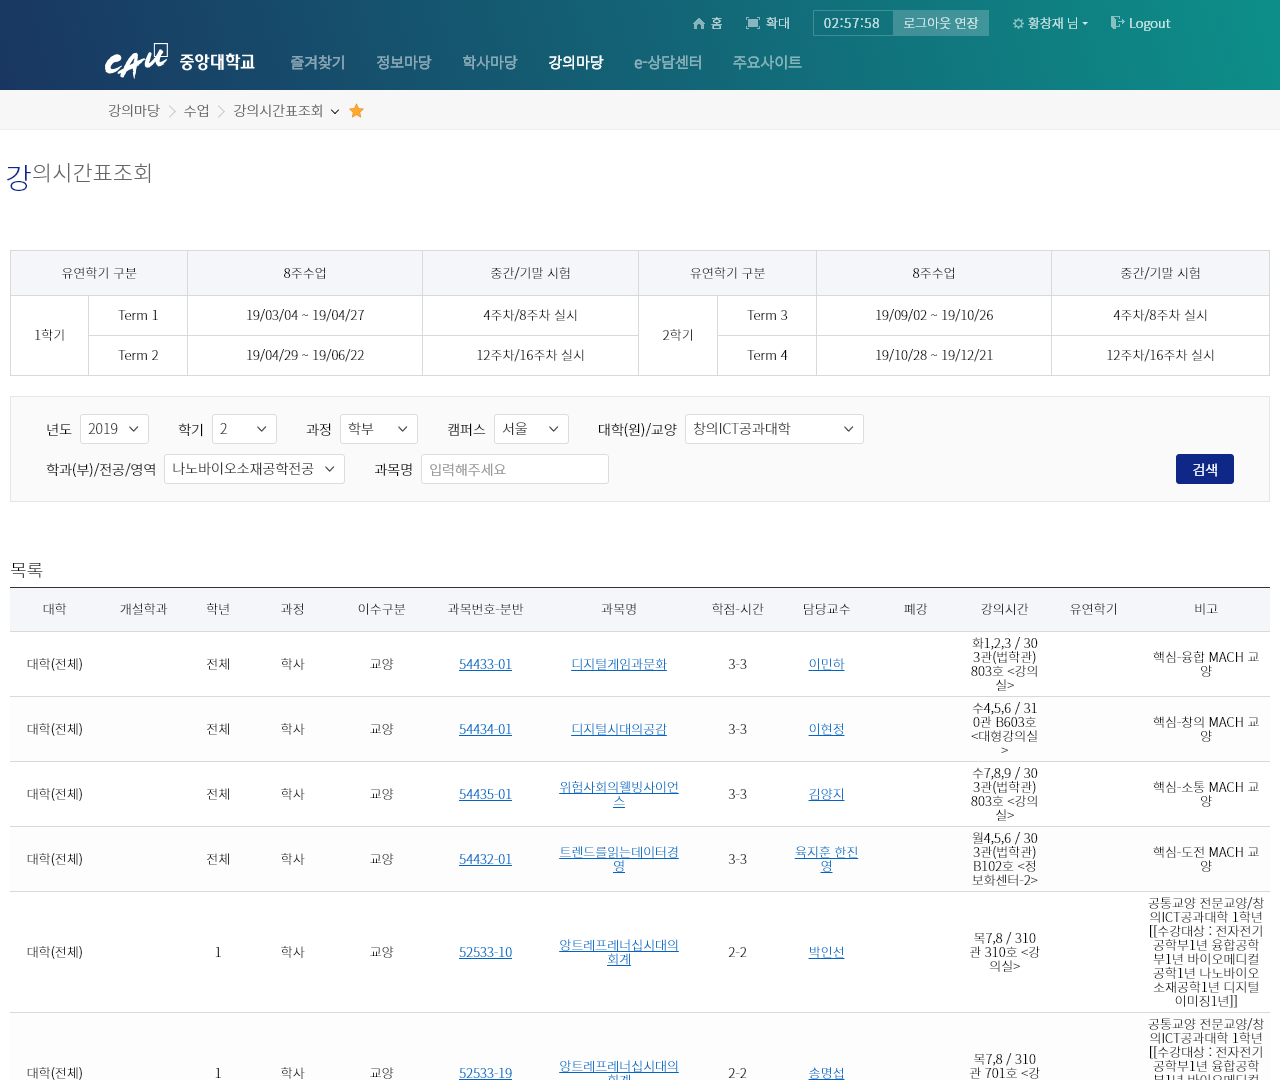 홈 확대 02:57:58 로그아웃 연장 황창재 님 Logout
CAU 중앙대학교 즐겨찾기 정보마당 학사마당 강의마당 e-상담센터 주요사이트
강의마당 수업 강의시간표조회
강의시간표조회
유연학기 구분 8주수업 중간/기말 시험 유연학기 구분 8주수업 중간/기말 시험
1학기 Term 1 19/03/04 ~ 19/04/27 4주차/8주차 실시 2학기 Term 3 19/09/02 ~ 19/10/26 4주차/8주차 실시
Term 2 19/04/29 ~ 19/06/22 12주차/16주차 실시 Term 4 19/10/28 ~ 19/12/21 12주차/16주차 실시
년도 2019 학기 2 과정 학부 캠퍼스 서울 대학(원)/교양 창의ICT공과대학
학과(부)/전공/영역 나노바이오소재공학전공 과목명 입력해주세요 검색
목록
대학 개설학과 학년 과정 이수구분 과목번호-분반 과목명 학점-시간 담당교수 폐강 강의시간 유연학기 비고
대학(전체) 전체 학사 교양 54433-01 디지털게임과문화 3-3 이민하
화1,2,3 / 30
3관(법학관)
803호 <강의
실>
핵심-융합 MACH 교
양
대학(전체) 전체 학사 교양 54434-01 디지털시대의공감 3-3 이현정
수4,5,6 / 31
0관 B603호
<대형강의실
>
핵심-창의 MACH 교
양
대학(전체) 전체 학사 교양 54435-01
위험사회의웰빙사이언
스
3-3 김양지
수7,8,9 / 30
3관(법학관)
803호 <강의
실>
핵심-소통 MACH 교
양
대학(전체) 전체 학사 교양 54432-01
트렌드를읽는데이터경
영
3-3
육지훈 한진
영
월4,5,6 / 30
3관(법학관)
B102호 <정
보화센터-2>
핵심-도전 MACH 교
양
대학(전체) 1 학사 교양 52533-10
앙트레프레너십시대의
회계
2-2 박인선
목7,8 / 310
관 310호 <강
의실>
공통교양 전문교양/창
의ICT공과대학 1학년
[[수강대상 : 전자전기
공학부1년 융합공학
부1년 바이오메디컬
공학1년 나노바이오
소재공학1년 디지털
이미징1년]]
대학(전체) 1 학사 교양 52533-19
앙트레프레너십시대의
회계
2-2 송명섭
목7,8 / 310
관 701호 <강
공통교양 전문교양/창
의ICT공과대학 1학년
[[수강대상 : 전자전기
공학부1년 융합공학
부1년 바이오메디컬